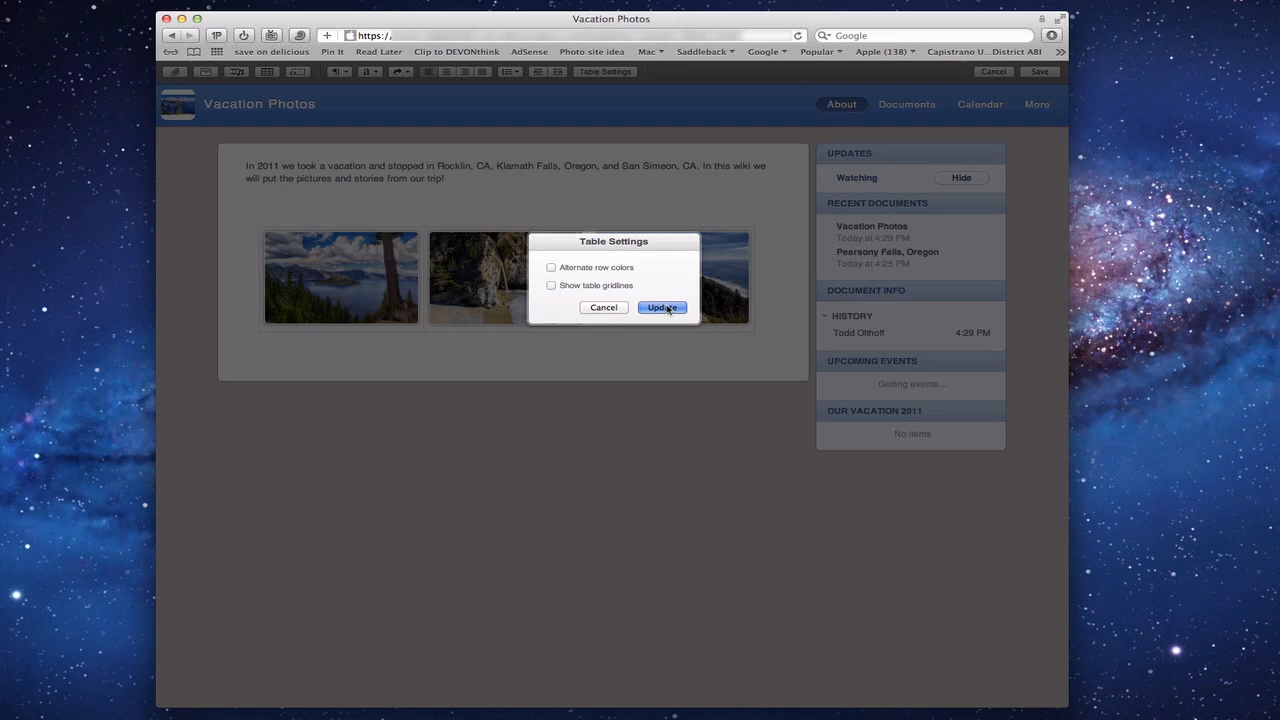 Vacation Photos
1P
https:/
Google
save on delicious Pin It Read Later Clip to DEVONthink AdSense Photo site idea Mac Saddleback Google Popular Apple (138) Capistrano U...District ABI
Table Settings Cancel Save
Vacation Photos
About Documents Calendar More
In 2011 we took a vacation and stopped in Rocklin, CA, Klamath Falls, Oregon, and San Simeon, CA. In this wiki we
will put the pictures and stories from our trip!
Table Settings
Alternate row colors
Show table gridlines
Cancel Update
UPDATES
Watching Hide
RECENT DOCUMENTS
Vacation Photos
Today at 4:29 PM
Pearsony Falls, Oregon
Today at 4:25 PM
DOCUMENT INFO
HISTORY
Todd Olthoff 4:29 PM
UPCOMING EVENTS
Getting events...
OUR VACATION 2011
No items